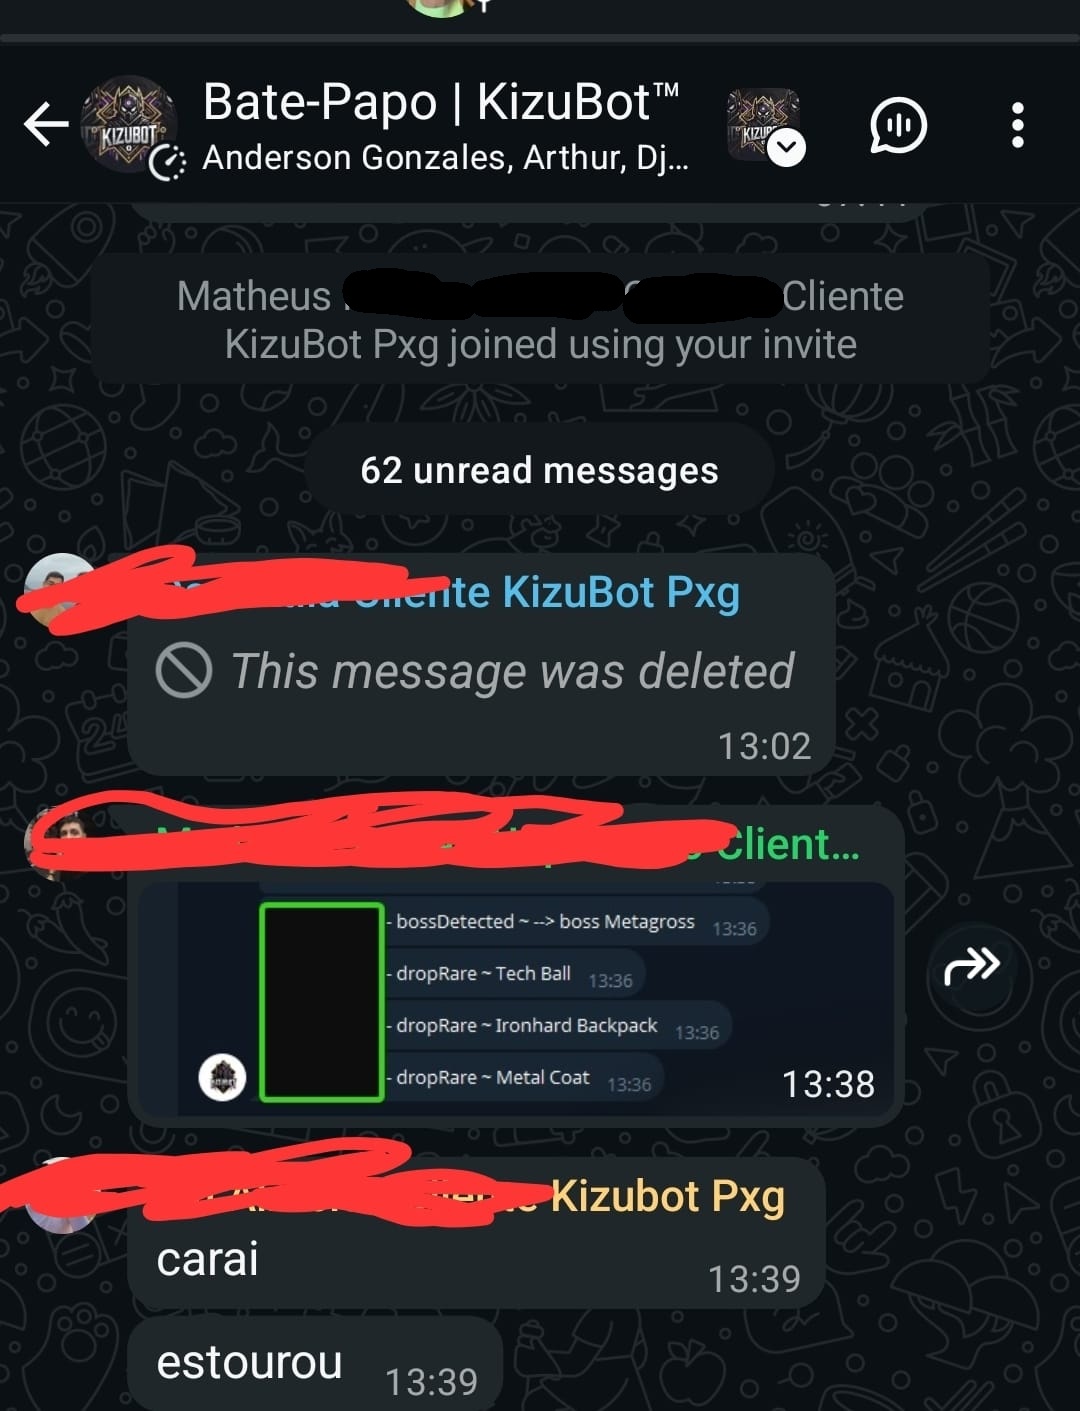 Bate-Papo | KizuBot™
KIZUBOT
Anderson Gonzales, Arthur, Dj...
Matheus Cliente
KizuBot Pxg joined using your invite
62 unread messages
KizuBot Pxg
This message was deleted
13:02
Client...
- bossDetected ~ --> boss Metagross 13:36
- dropRare ~ Tech Ball 13:36
- dropRare ~ Ironhard Backpack 13:36
- dropRare ~ Metal Coat 13:36
13:38
Kizubot Pxg
carai
13:39
estourou 13:39